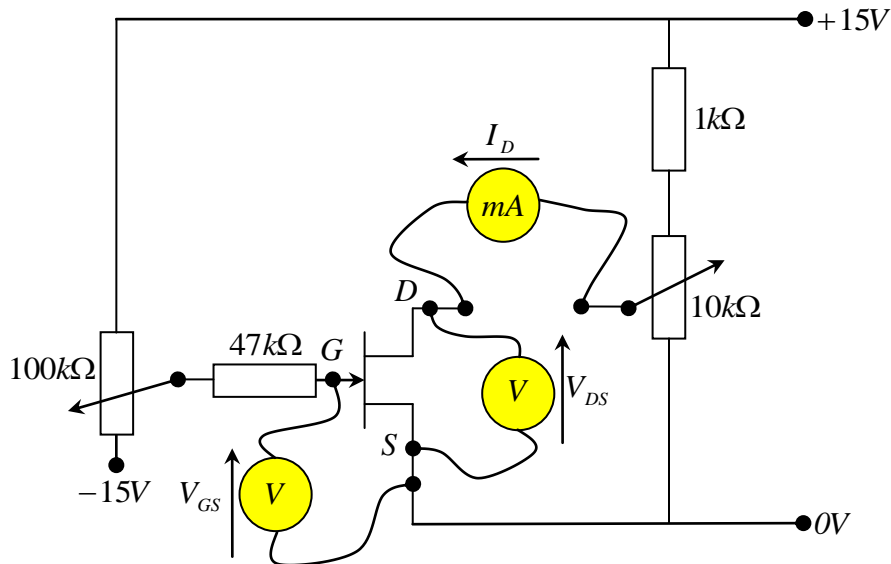 +15V
1kΩ
I_D
mA
D
10kΩ
47kΩ
G
100kΩ
V
V_DS
S
−15V
V_GS
V
0V